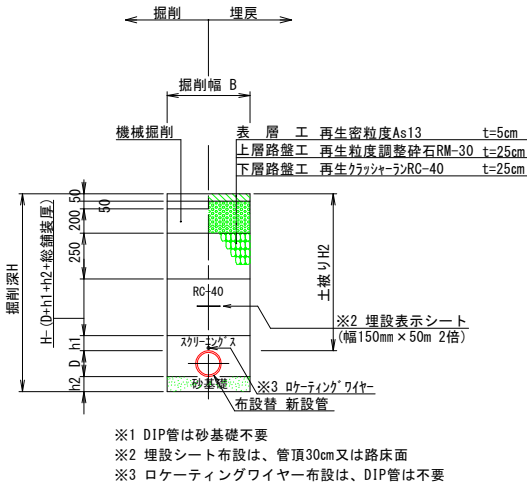 掘削 埋戻
掘削幅 B
機械掘削
表 層 工 再生密粒度As13 t=5cm
上層路盤工 再生粒度調整砕石RM-30 t=25cm
下層路盤工 再生クラッシャーランRC-40 t=25cm
50
50
200
250
掘削深H
H-(D+h1+h2+総舗装厚)
土被りH2
RC-40
※2 埋設表示シート
(幅150mm×50m 2倍)
h1
スクリーニングス
D
※3 ロケーティングワイヤー
h2
砂基礎
布設替 新設管
※1 DIP管は砂基礎不要
※2 埋設シート布設は、管頂30cm又は路床面
※3 ロケーティングワイヤー布設は、DIP管は不要